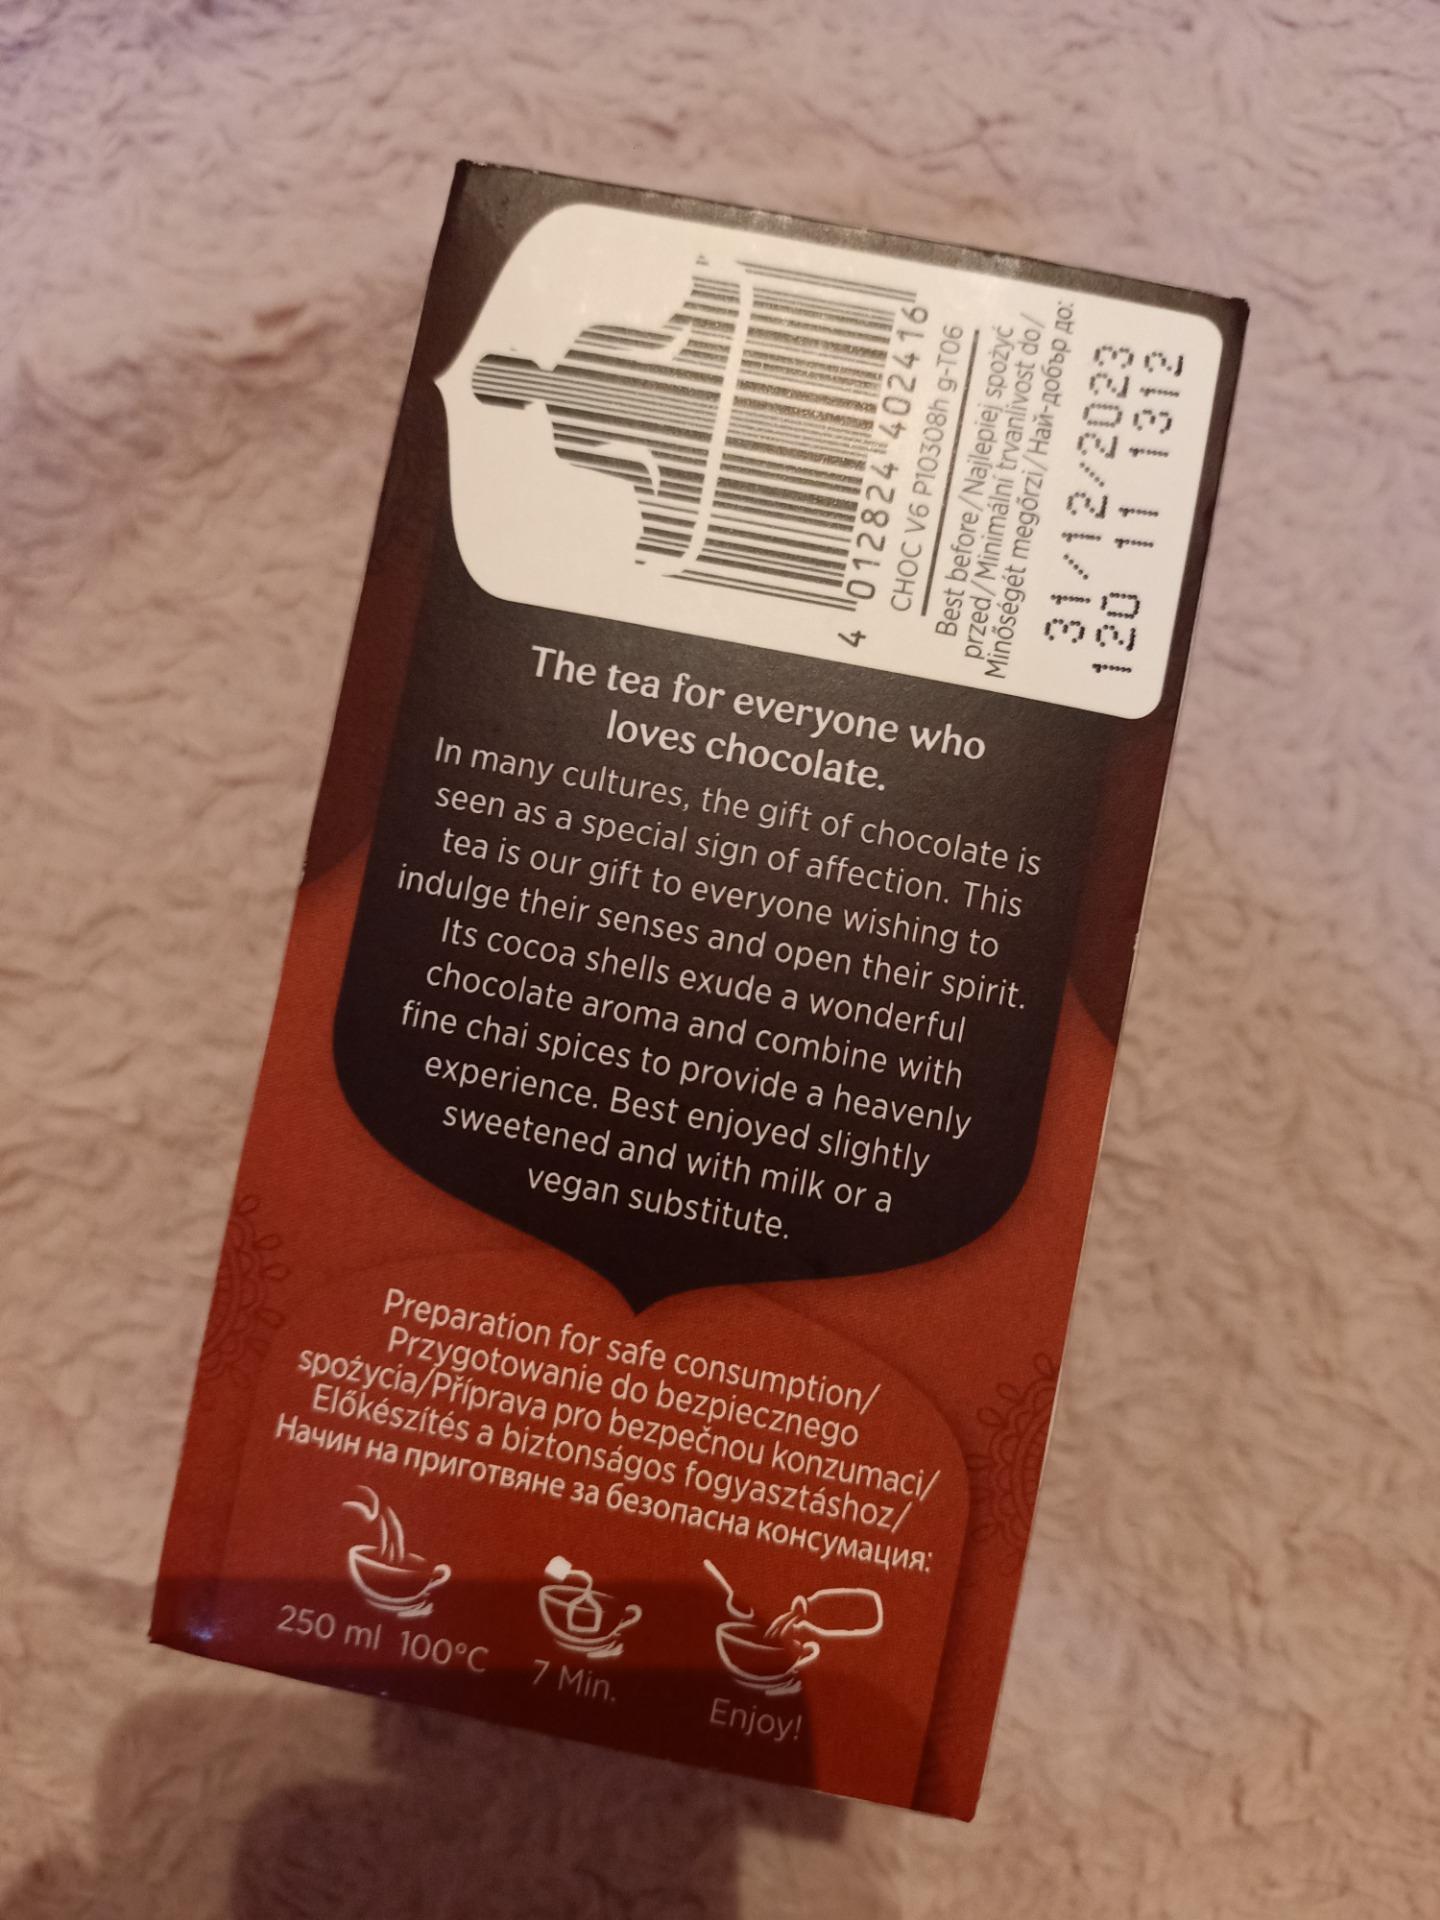 4 012824 402416
CHOC V6 P10308h g-T06
Best before/Najlepiej spożyć
przed/Minimální trvanlivost do/
Minőségét megőrzi/Най-добър до:
31/12/2023
120 11 1312
The tea for everyone who
loves chocolate.
In many cultures, the gift of chocolate is
seen as a special sign of affection. This
tea is our gift to everyone wishing to
indulge their senses and open their spirit.
Its cocoa shells exude a wonderful
chocolate aroma and combine with
fine chai spices to provide a heavenly
experience. Best enjoyed slightly
sweetened and with milk or a
vegan substitute.
Preparation for safe consumption/
Przygotowanie do bezpiecznego
spożycia/Příprava pro bezpečnou konzumaci/
Előkészítés a biztonságos fogyasztáshoz/
Начин на приготвяне за безопасна консумация:
250 ml 100°C
7 Min.
Enjoy!